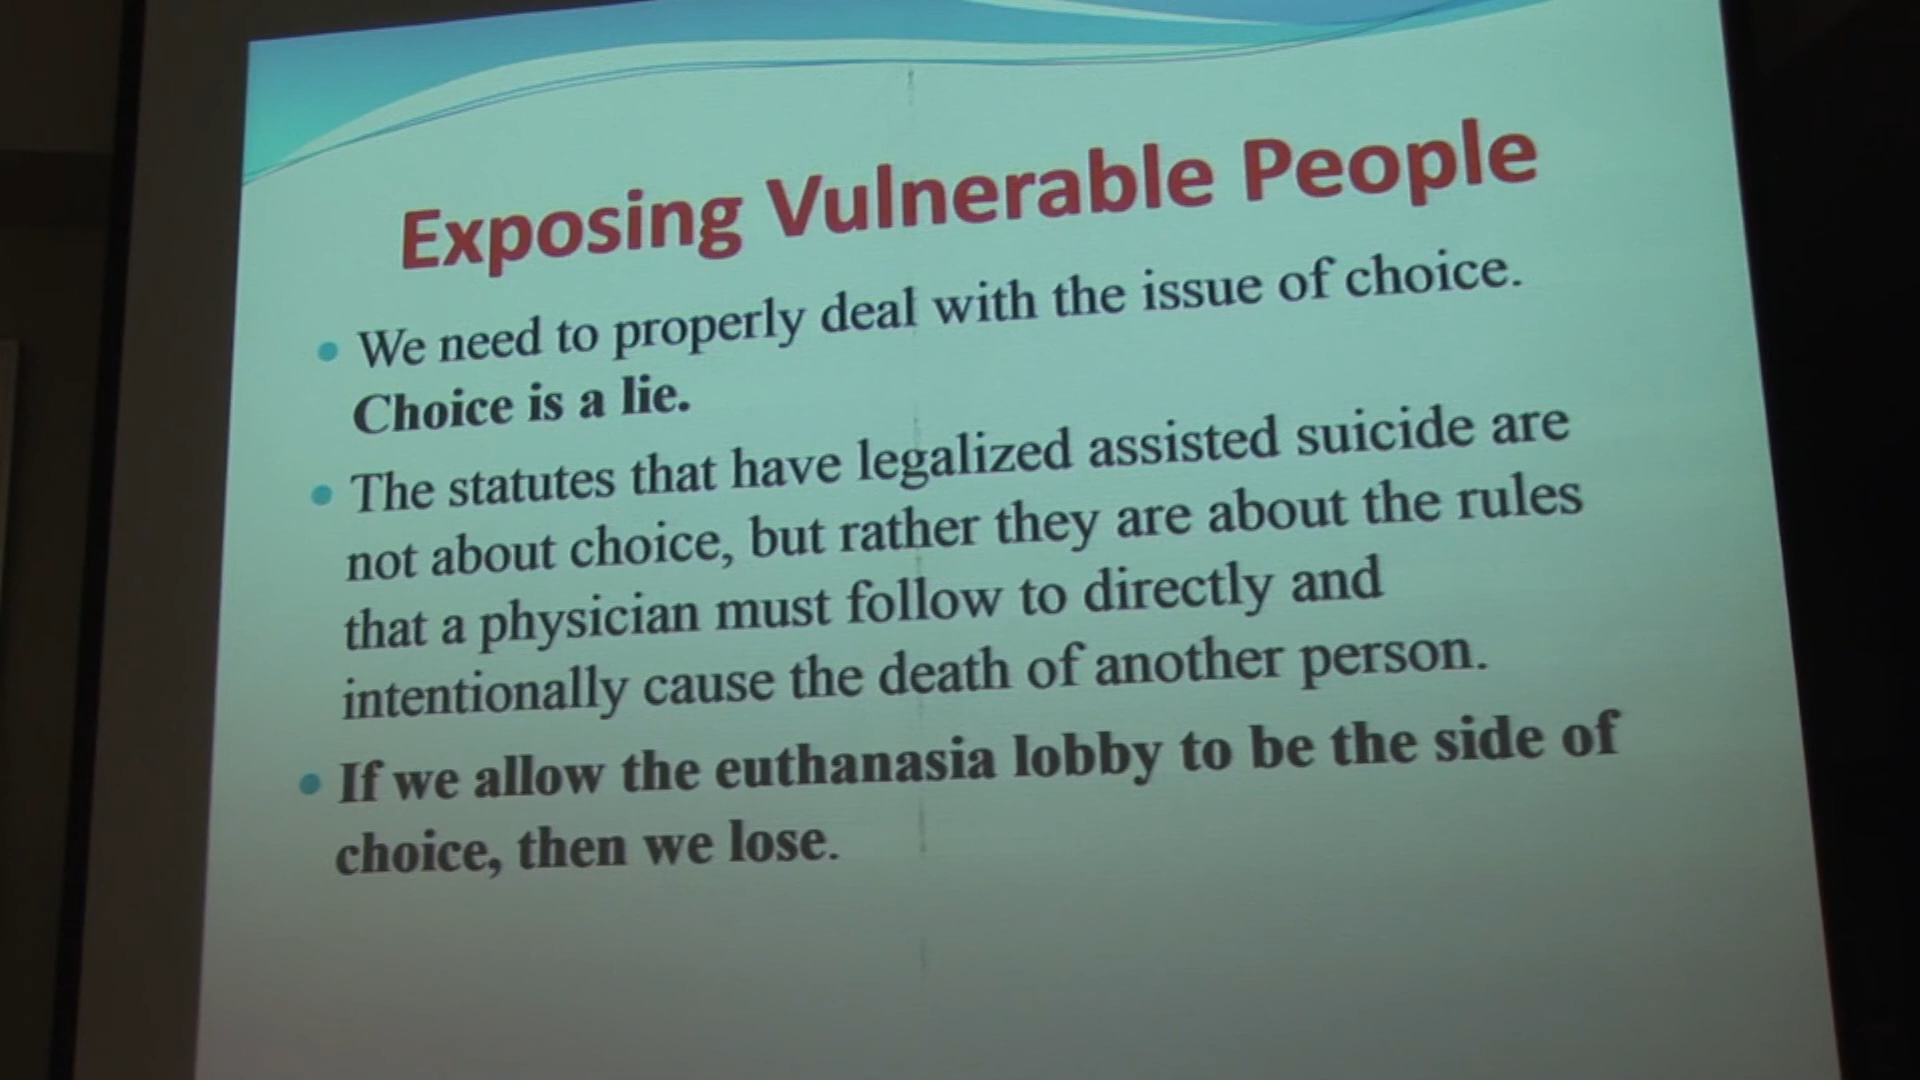 Exposing Vulnerable People
• We need to properly deal with the issue of choice.
Choice is a lie.
• The statutes that have legalized assisted suicide are
not about choice, but rather they are about the rules
that a physician must follow to directly and
intentionally cause the death of another person.
• If we allow the euthanasia lobby to be the side of
choice, then we lose.